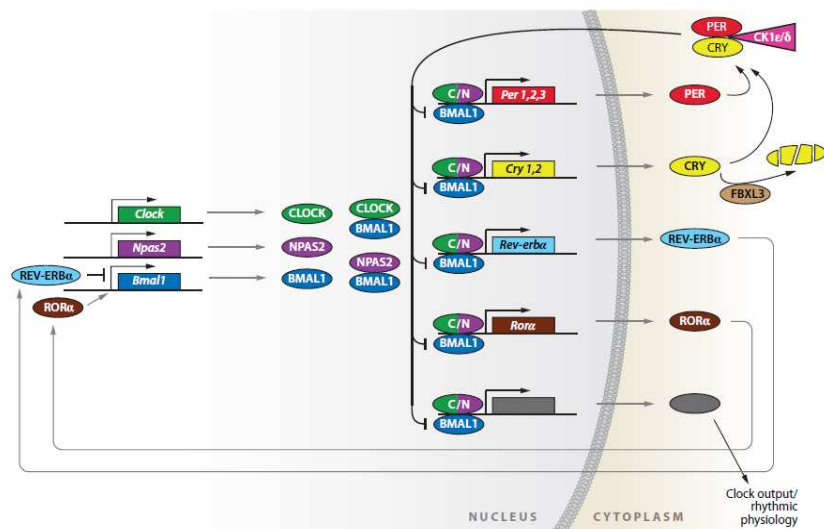 PER
CRY
CK1ε/δ
C/N
BMAL1
Per 1,2,3
PER
C/N
BMAL1
Cry 1,2
CRY
FBXL3
Clock
CLOCK
CLOCK
BMAL1
Npas2
NPAS2
NPAS2
BMAL1
REV-ERBα
Bmal1
BMAL1
RORα
C/N
BMAL1
Rev-erbα
REV-ERBα
C/N
BMAL1
Rorα
RORα
C/N
BMAL1
Clock output/
rhythmic
physiology
NUCLEUS
CYTOPLASM